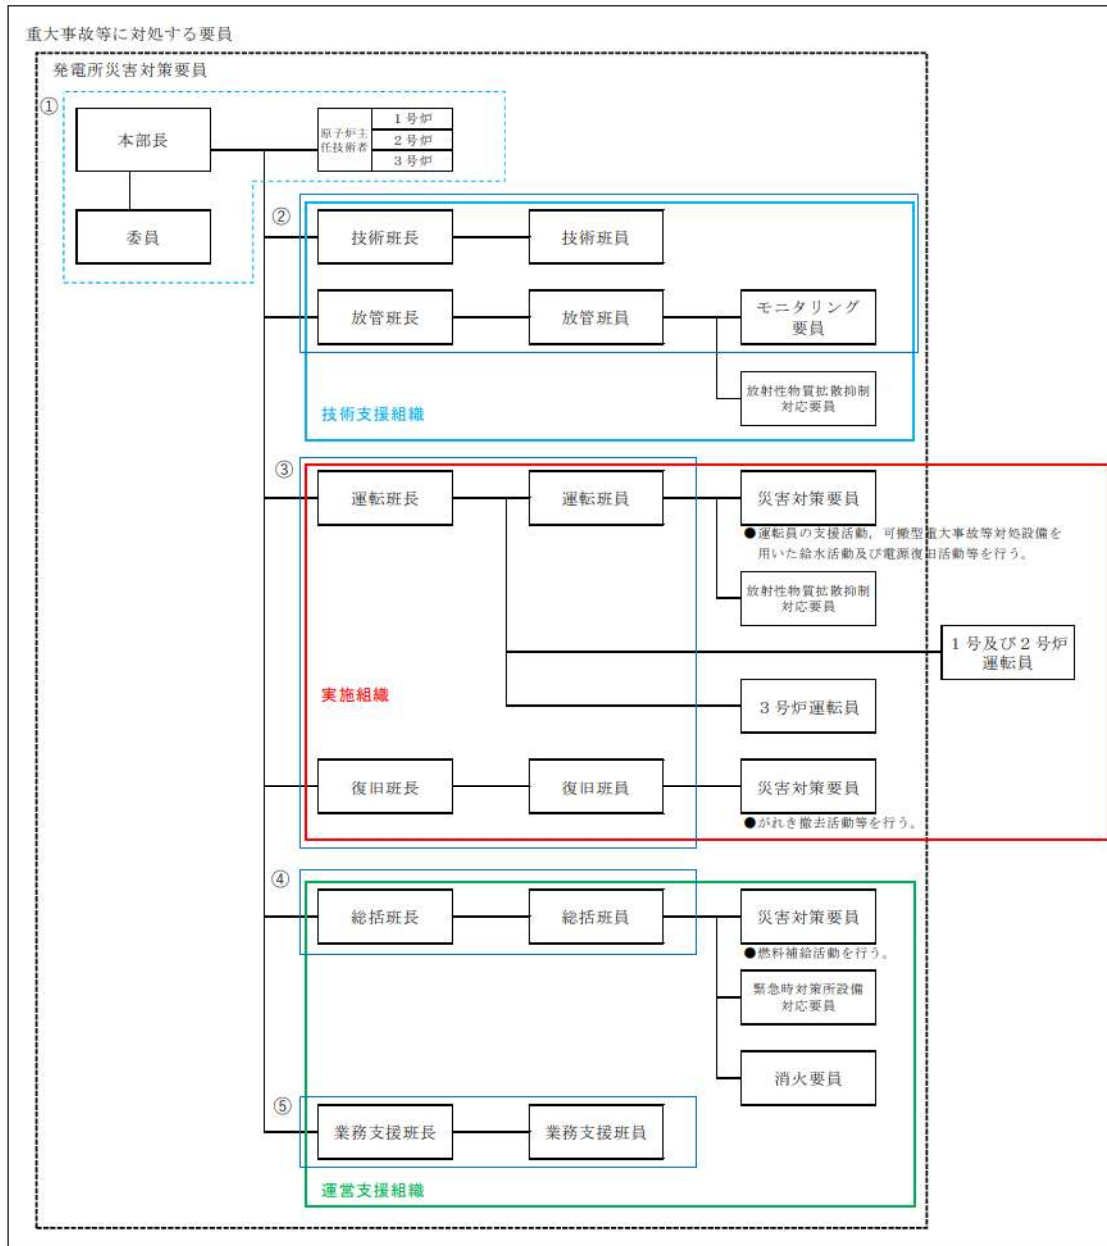 重大事故等に対処する要員
発電所災害対策要員
①
本部長
原子炉主
任技術者
1号炉
2号炉
3号炉
委員
②
技術班長
技術班員
放管班長
放管班員
モニタリング
要員
放射性物質拡散抑制
対応要員
技術支援組織
③
運転班長
運転班員
災害対策要員
●運転員の支援活動，可搬型重大事故等対処設備を
用いた給水活動及び電源復旧活動等を行う。
放射性物質拡散抑制
対応要員
1号及び2号炉
運転員
実施組織
3号炉運転員
復旧班長
復旧班員
災害対策要員
●がれき撤去活動等を行う。
④
総括班長
総括班員
災害対策要員
●燃料補給活動を行う。
緊急時対策所設備
対応要員
消火要員
⑤
業務支援班長
業務支援班員
運営支援組織